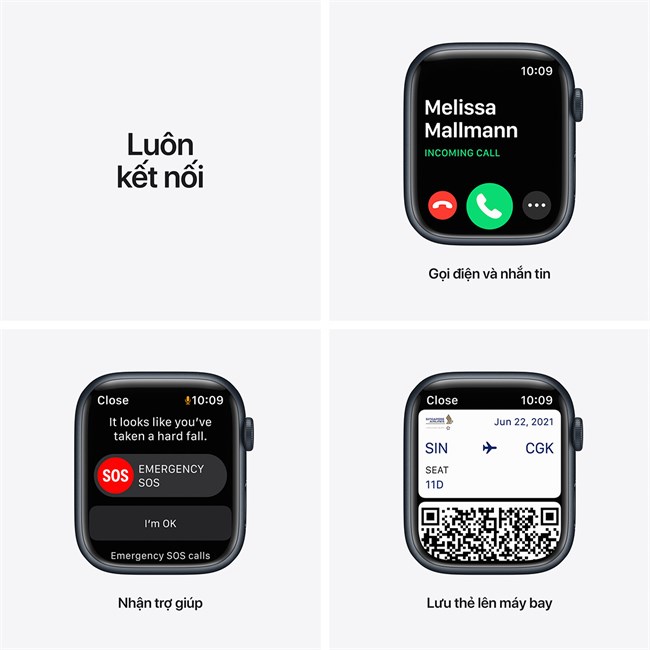 Luôn
kết nối
10:09
Melissa
Mallmann
INCOMING CALL
Gọi điện và nhắn tin
Close
10:09
It looks like you've
taken a hard fall.
SOS
EMERGENCY
SOS
I'm OK
Emergency SOS calls
Nhận trợ giúp
Close
10:09
Jun 22, 2021
SIN
CGK
SEAT
11D
Lưu thẻ lên máy bay